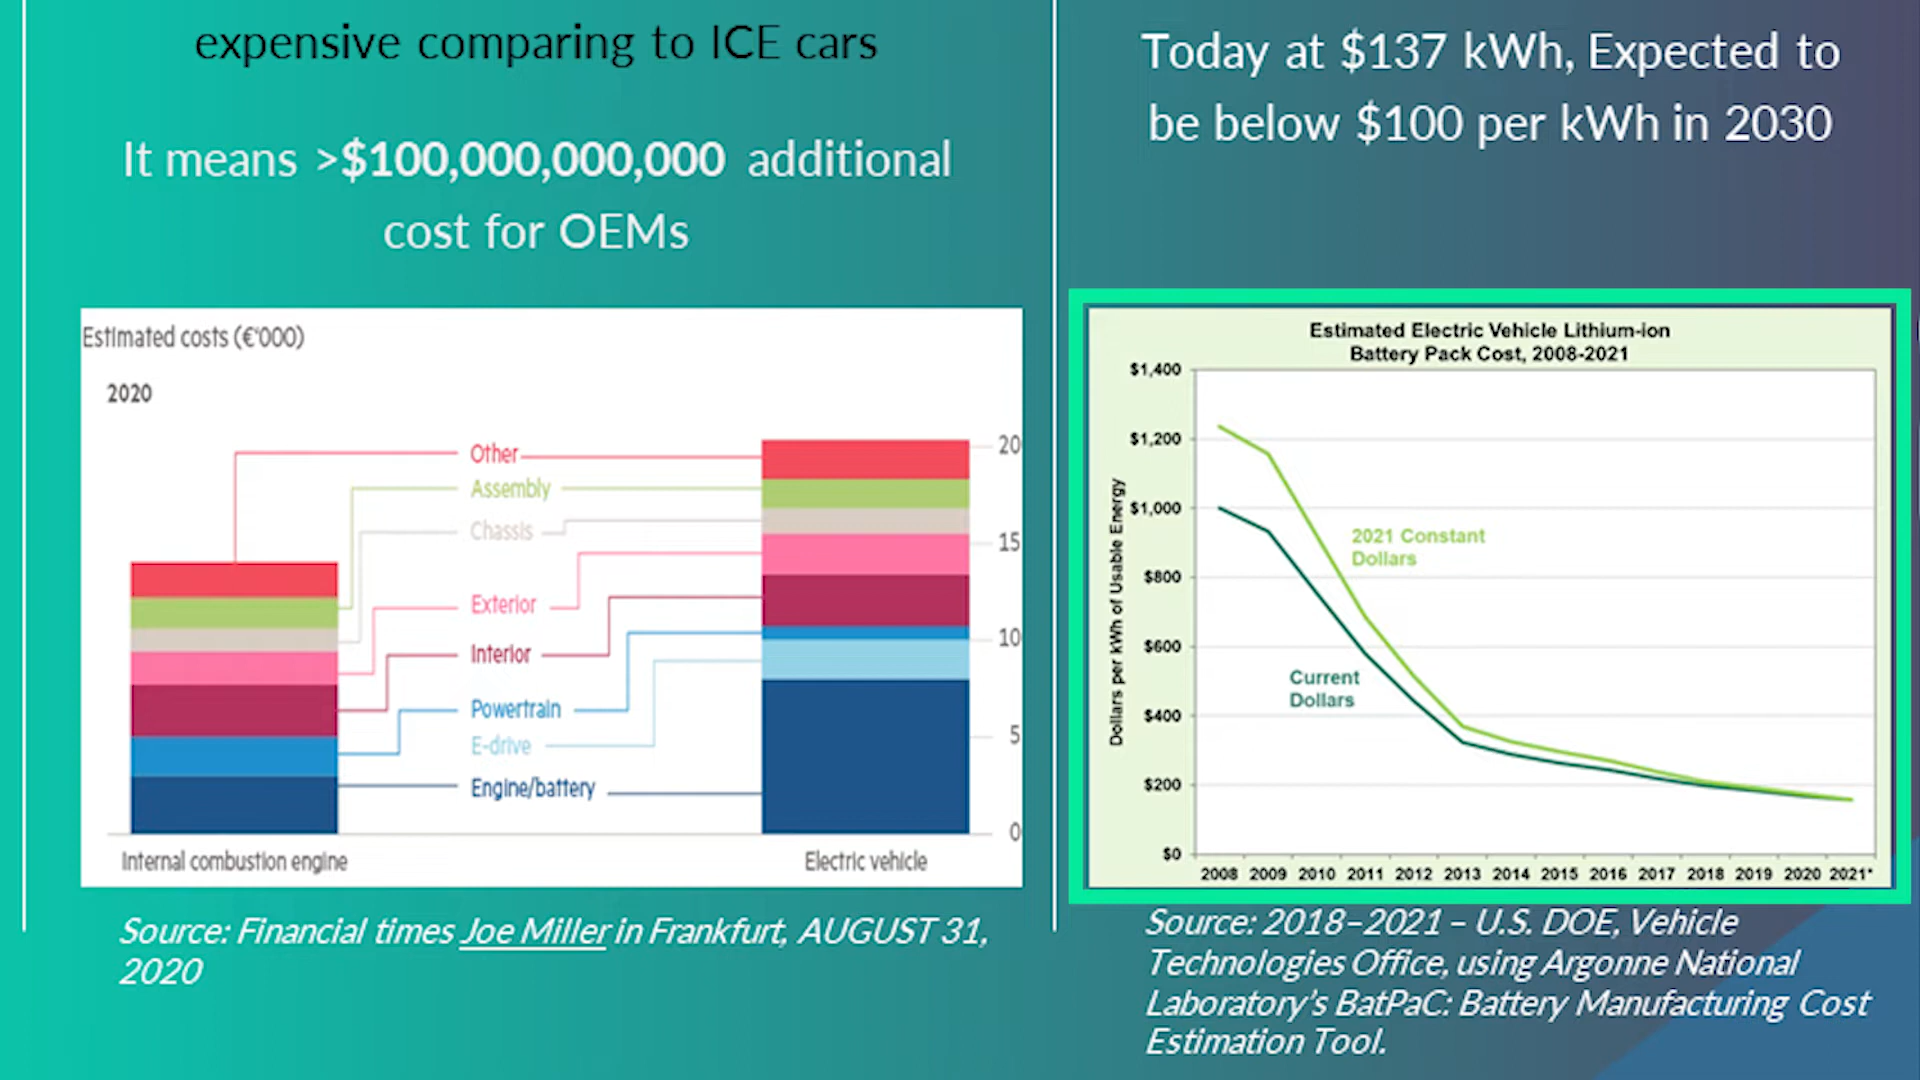 expensive comparing to ICE cars
It means >$100,000,000,000 additional
cost for OEMs
Estimated costs (€'000)
2020
Other
Assembly
Chassis
Exterior
Interior
Powertrain
E-drive
Engine/battery
20
15
10
5
0
Internal combustion engine
Electric vehicle
Source: Financial times Joe Miller in Frankfurt, AUGUST 31,
2020
Today at $137 kWh, Expected to
be below $100 per kWh in 2030
Estimated Electric Vehicle Lithium-ion
Battery Pack Cost, 2008-2021
Dollars per kWh of Usable Energy
$1,400
$1,200
$1,000
$800
$600
$400
$200
$0
2021 Constant
Dollars
Current
Dollars
2008 2009 2010 2011 2012 2013 2014 2015 2016 2017 2018 2019 2020 2021*
Source: 2018–2021 – U.S. DOE, Vehicle
Technologies Office, using Argonne National
Laboratory's BatPaC: Battery Manufacturing Cost
Estimation Tool.